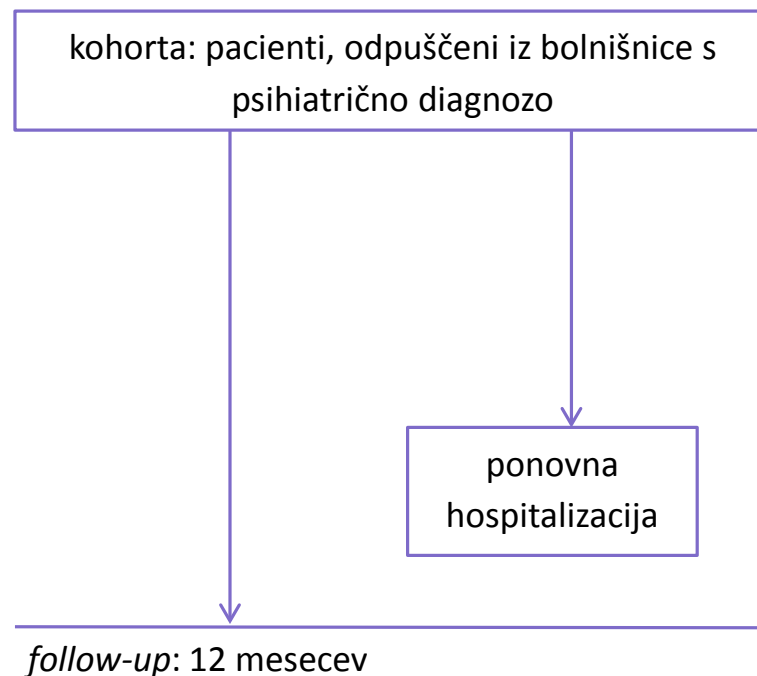 kohorta: pacienti, odpuščeni iz bolnišnice s
psihiatrično diagnozo
ponovna
hospitalizacija
follow-up: 12 mesecev